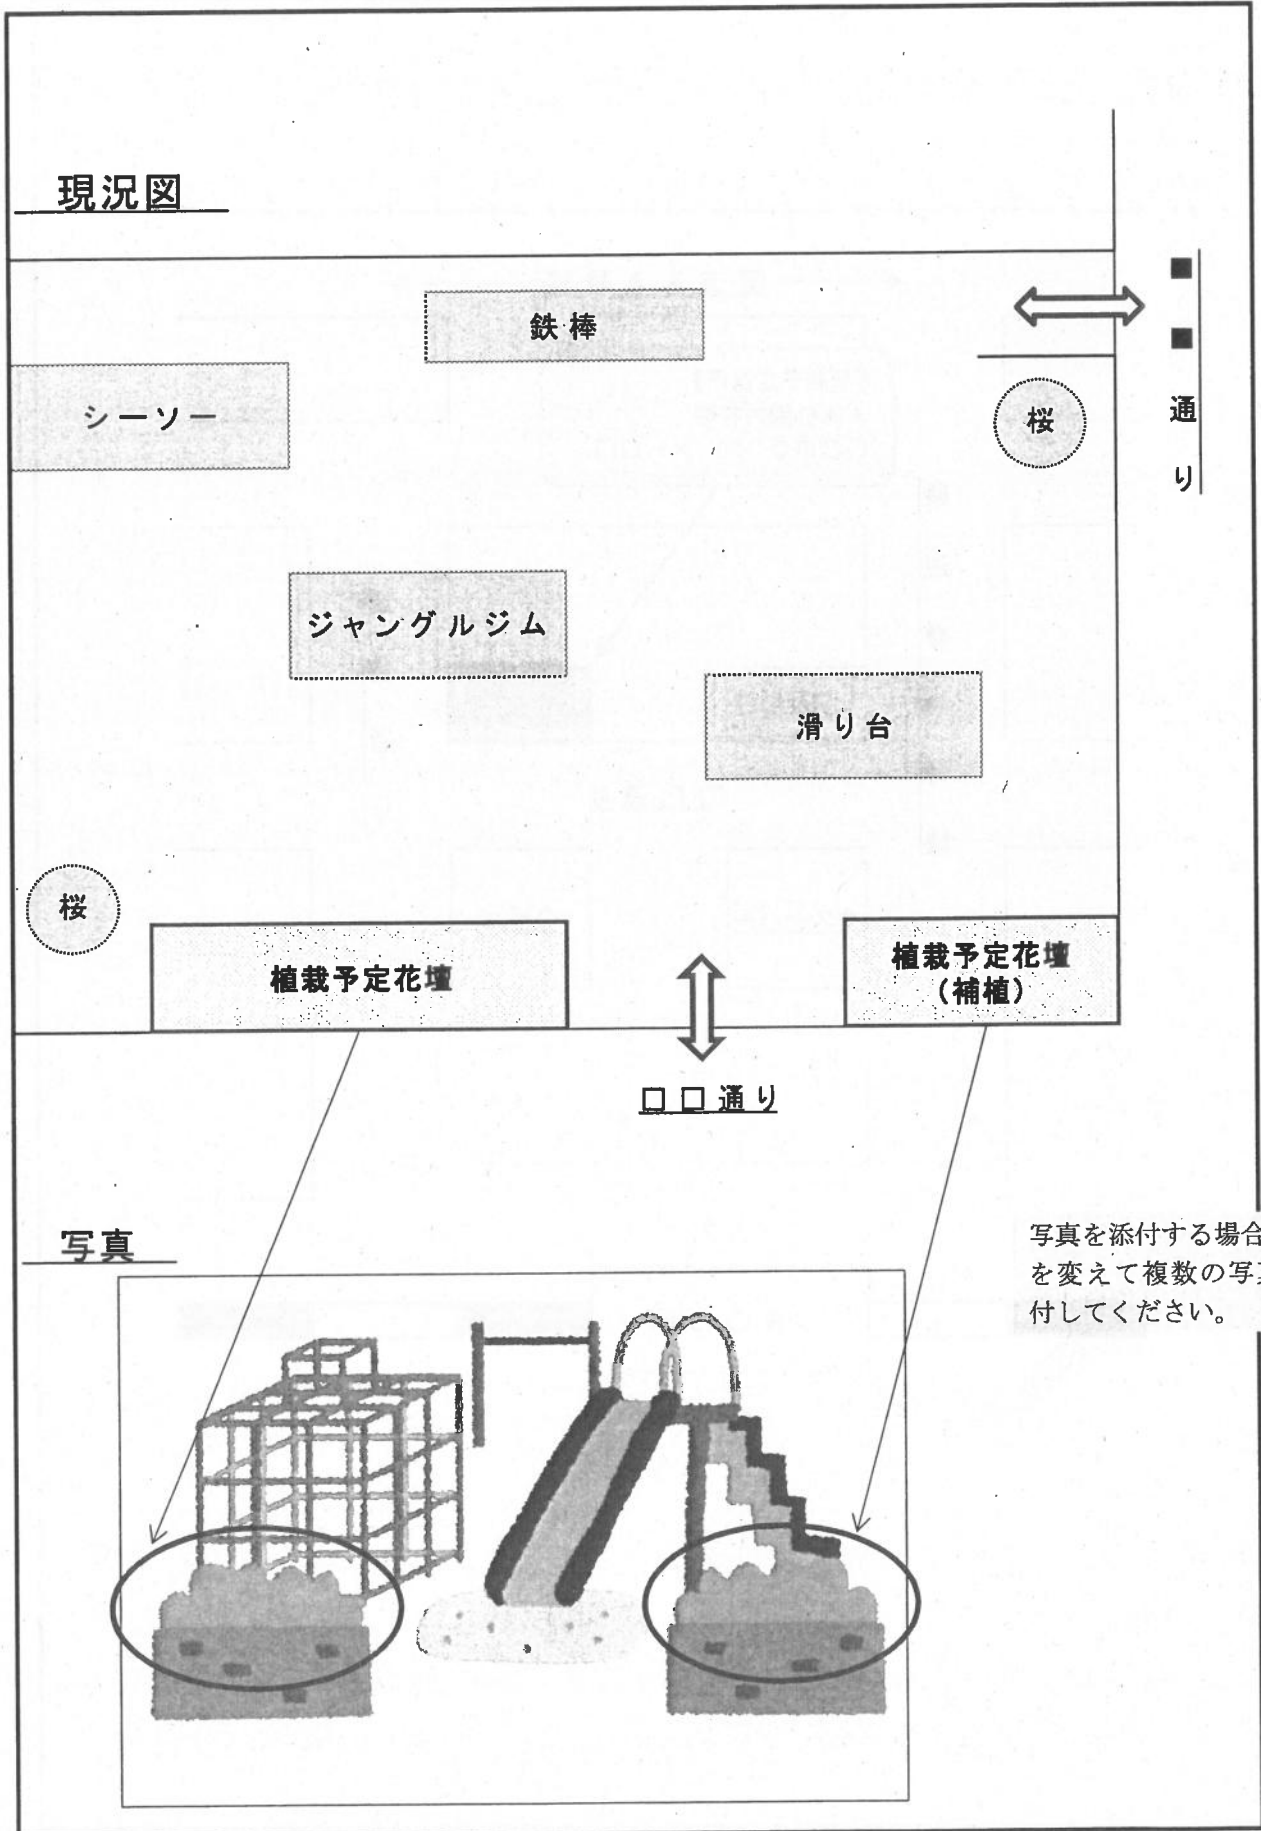 現況図
鉄棒
シーソー
桜
■■通り
ジャングルジム
滑り台
桜
植栽予定花壇
植栽予定花壇
（補植）
□□通り
写真
写真を添付する場合
を変えて複数の写
付してください。